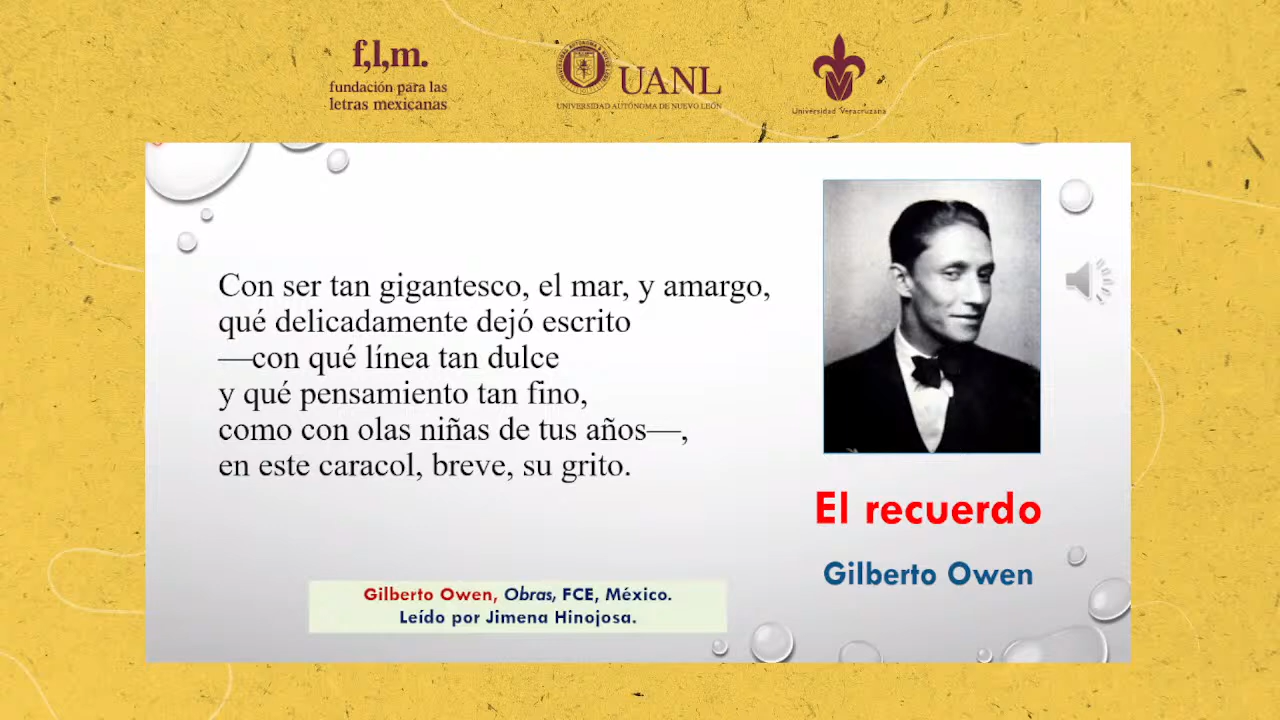 f,l,m.
fundación para las
letras mexicanas
UANL
UNIVERSIDAD AUTÓNOMA DE NUEVO LEÓN
Universidad Veracruzana
Con ser tan gigantesco, el mar, y amargo,
qué delicadamente dejó escrito
—con qué línea tan dulce
y qué pensamiento tan fino,
como con olas niñas de tus años—,
en este caracol, breve, su grito.
El recuerdo
Gilberto Owen
Gilberto Owen, Obras, FCE, México.
Leído por Jimena Hinojosa.